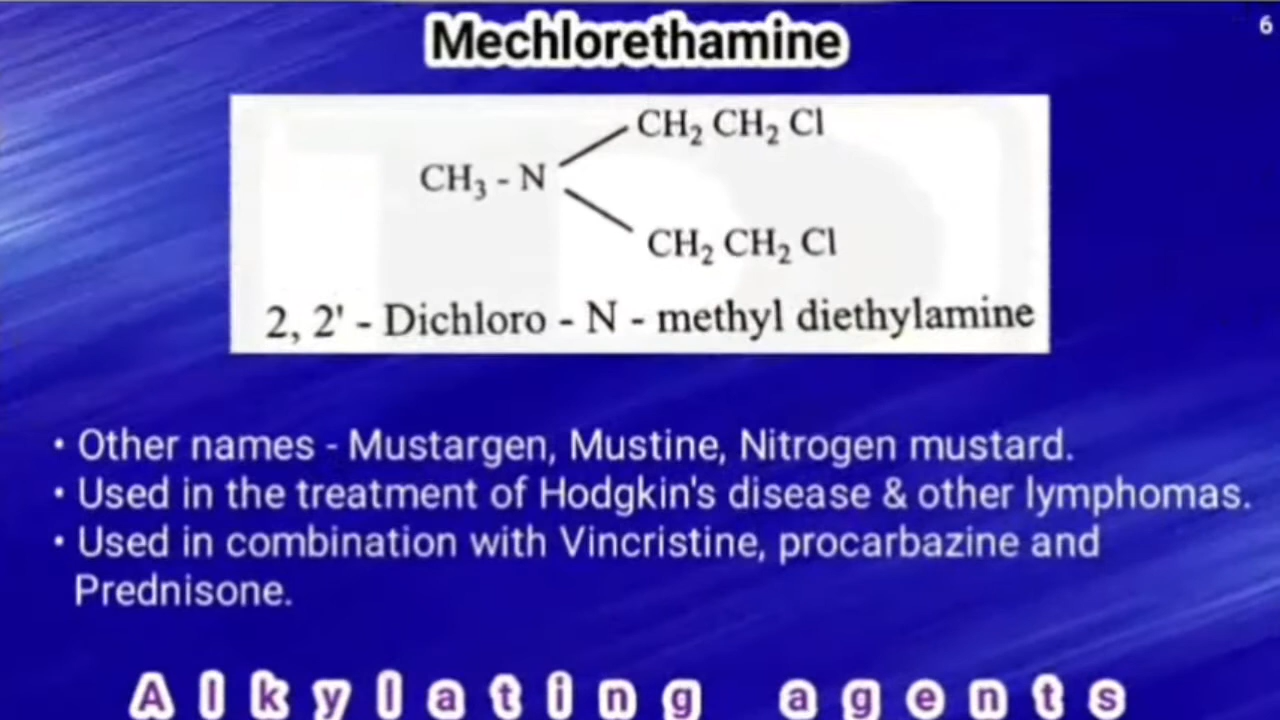 Mechlorethamine
6
CH₂ CH₂ Cl
CH₃ - N
CH₂ CH₂ Cl
2, 2' - Dichloro - N - methyl diethylamine
• Other names - Mustargen, Mustine, Nitrogen mustard.
• Used in the treatment of Hodgkin's disease & other lymphomas.
• Used in combination with Vincristine, procarbazine and
Prednisone.
Alkylating agents